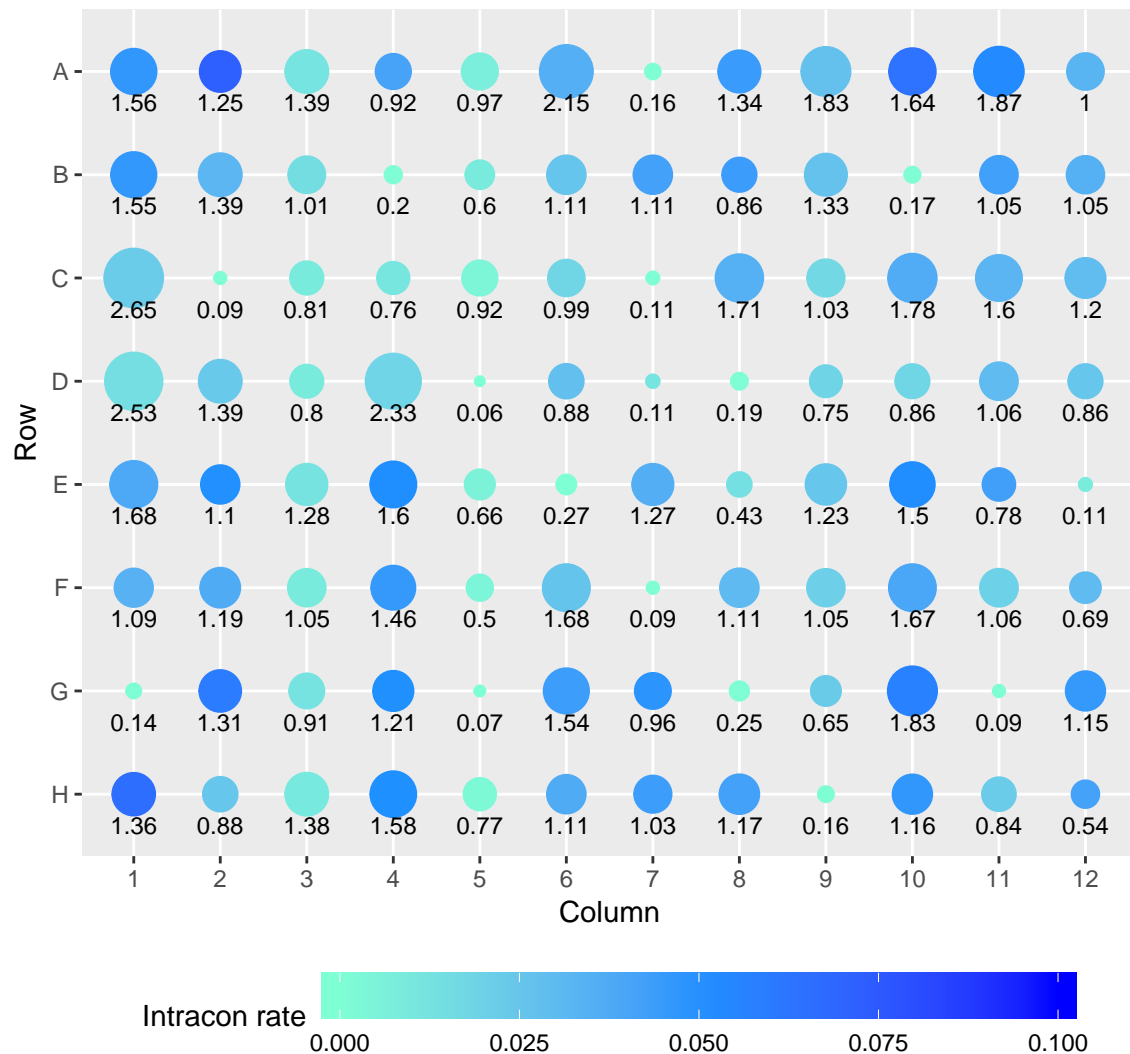 A
1.56 1.25 1.39 0.92 0.97 2.15 0.16 1.34 1.83 1.64 1.87 1
B
1.55 1.39 1.01 0.2 0.6 1.11 1.11 0.86 1.33 0.17 1.05 1.05
C
2.65 0.09 0.81 0.76 0.92 0.99 0.11 1.71 1.03 1.78 1.6 1.2
D
2.53 1.39 0.8 2.33 0.06 0.88 0.11 0.19 0.75 0.86 1.06 0.86
Row
E
1.68 1.1 1.28 1.6 0.66 0.27 1.27 0.43 1.23 1.5 0.78 0.11
F
1.09 1.19 1.05 1.46 0.5 1.68 0.09 1.11 1.05 1.67 1.06 0.69
G
0.14 1.31 0.91 1.21 0.07 1.54 0.96 0.25 0.65 1.83 0.09 1.15
H
1.36 0.88 1.38 1.58 0.77 1.11 1.03 1.17 0.16 1.16 0.84 0.54
1 2 3 4 5 6 7 8 9 10 11 12
Column
Intracon rate
0.000 0.025 0.050 0.075 0.100